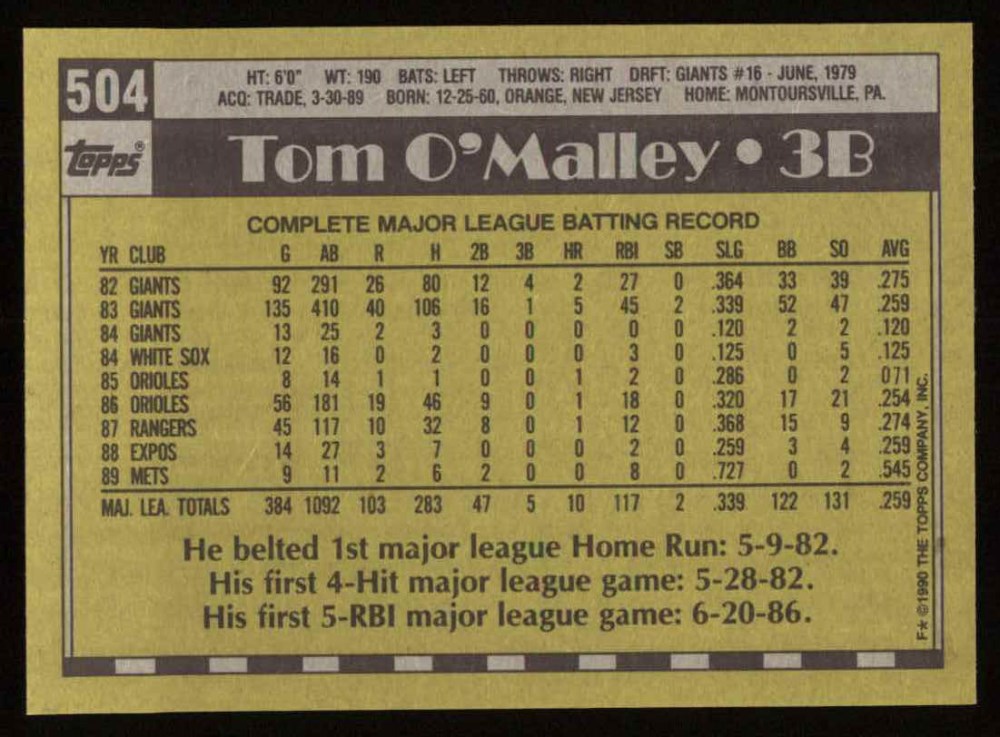 504
HT: 6'0" WT: 190 BATS: LEFT THROWS: RIGHT DRFT: GIANTS #16 - JUNE, 1979
ACQ: TRADE, 3-30-89 BORN: 12-25-60, ORANGE, NEW JERSEY HOME: MONTOURSVILLE, PA.
Topps®
Tom O'Malley • 3B
COMPLETE MAJOR LEAGUE BATTING RECORD
YR CLUB G AB R H 2B 3B HR RBI SB SLG BB SO AVG
82 GIANTS 92 291 26 80 12 4 2 27 0 .364 33 39 .275
83 GIANTS 135 410 40 106 16 1 5 45 2 .339 52 47 .259
84 GIANTS 13 25 2 3 0 0 0 0 0 .120 2 2 .120
84 WHITE SOX 12 16 0 2 0 0 0 3 0 .125 0 5 .125
85 ORIOLES 8 14 1 1 0 0 1 2 0 .286 0 2 071
86 ORIOLES 56 181 19 46 9 0 1 18 0 .320 17 21 .254
87 RANGERS 45 117 10 32 8 0 1 12 0 .368 15 9 .274
88 EXPOS 14 27 3 7 0 0 0 2 0 .259 3 4 .259
89 METS 9 11 2 6 2 0 0 8 0 .727 0 2 .545
MAJ. LEA. TOTALS 384 1092 103 283 47 5 10 117 2 .339 122 131 .259
He belted 1st major league Home Run: 5-9-82.
His first 4-Hit major league game: 5-28-82.
His first 5-RBI major league game: 6-20-86.
F* ©1990 THE TOPPS COMPANY, INC.